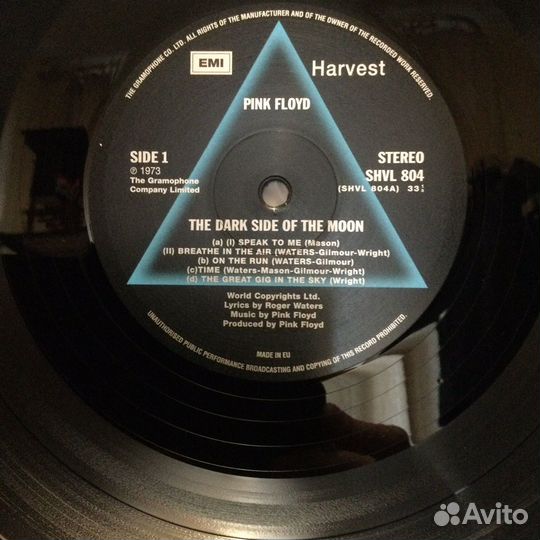 THE GRAMOPHONE CO. LTD. ALL RIGHTS OF THE MANUFACTURER AND OF THE OWNER OF THE RECORDED WORK RESERVED.
EMI
Harvest
PINK FLOYD
SIDE 1
℗ 1973
The Gramophone
Company Limited
STEREO
SHVL 804
(SHVL 804A) 33⅓
THE DARK SIDE OF THE MOON
(a) (I) SPEAK TO ME (Mason)
(II) BREATHE IN THE AIR (WATERS-Gilmour-Wright)
(b) ON THE RUN (WATERS-Gilmour)
(c)TIME (Waters-Mason-Gilmour-Wright)
(d) THE GREAT GIG IN THE SKY (Wright)
World Copyrights Ltd.
Lyrics by Roger Waters
Music by Pink Floyd
Produced by Pink Floyd
MADE IN EU
UNAUTHORISED PUBLIC PERFORMANCE BROADCASTING AND COPYING OF THIS RECORD PROHIBITED.
Avito